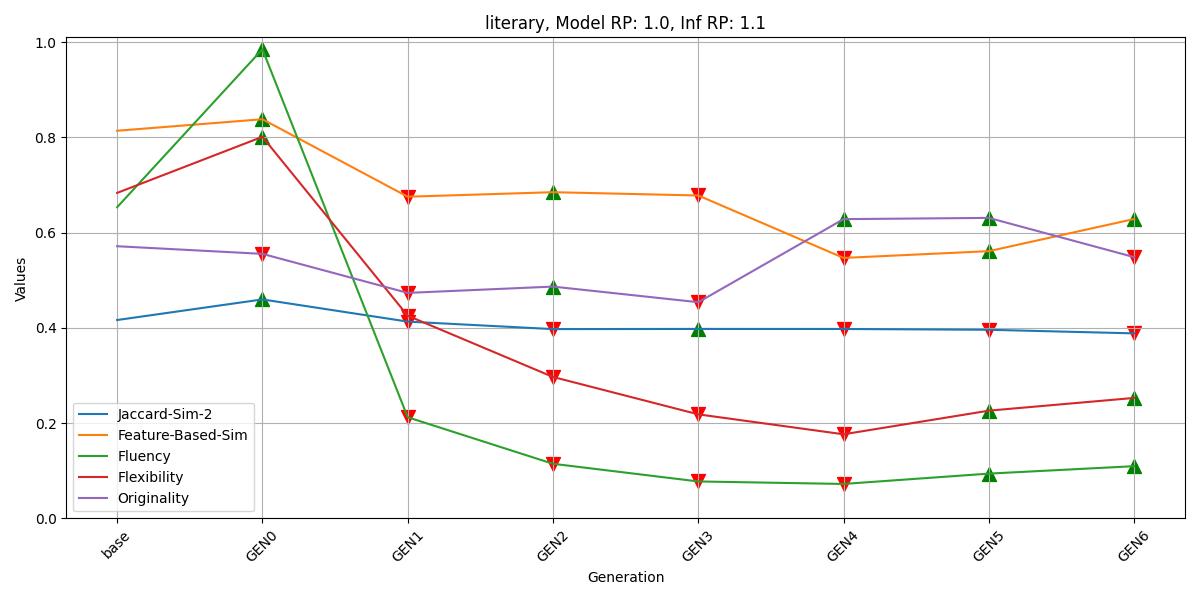 literary, Model RP: 1.0, Inf RP: 1.1
Values
1.0
0.8
0.6
0.4
0.2
0.0
Jaccard-Sim-2
Feature-Based-Sim
Fluency
Flexibility
Originality
base
GEN0
GEN1
GEN2
GEN3
GEN4
GEN5
GEN6
Generation